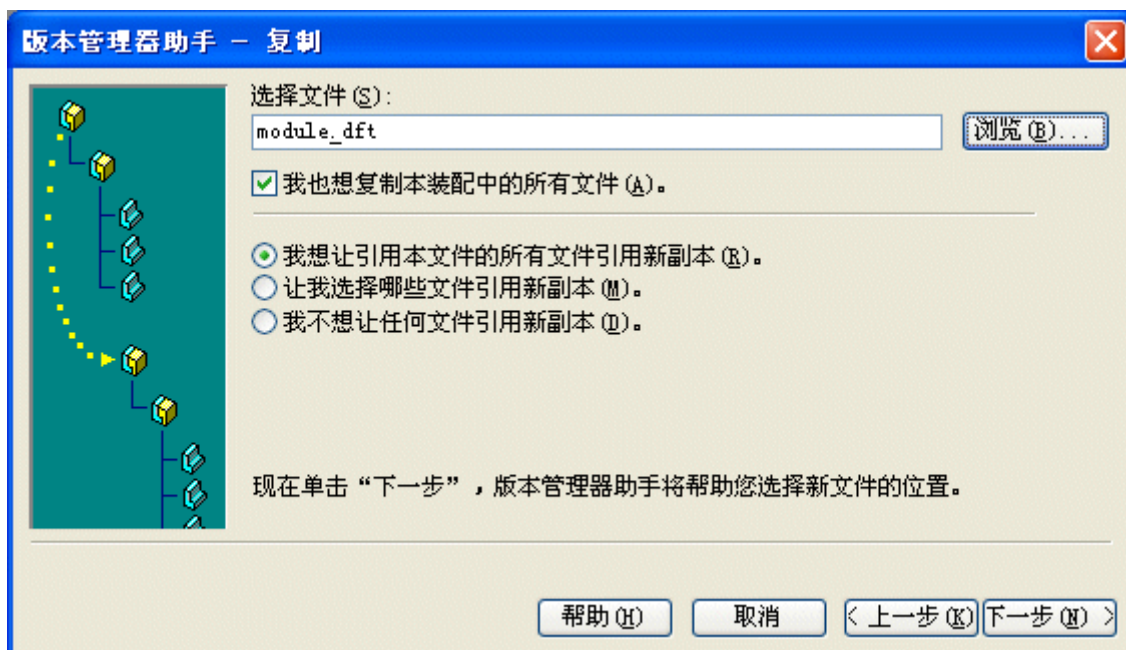 版本管理器助手 － 复制
选择文件(S):
module_dft
浏览(B)...
我也想复制本装配中的所有文件(A)。
我想让引用本文件的所有文件引用新副本(R)。
让我选择哪些文件引用新副本(M)。
我不想让任何文件引用新副本(D)。
现在单击“下一步”，版本管理器助手将帮助您选择新文件的位置。
帮助(H)
取消
< 上一步(K)
下一步(N) >